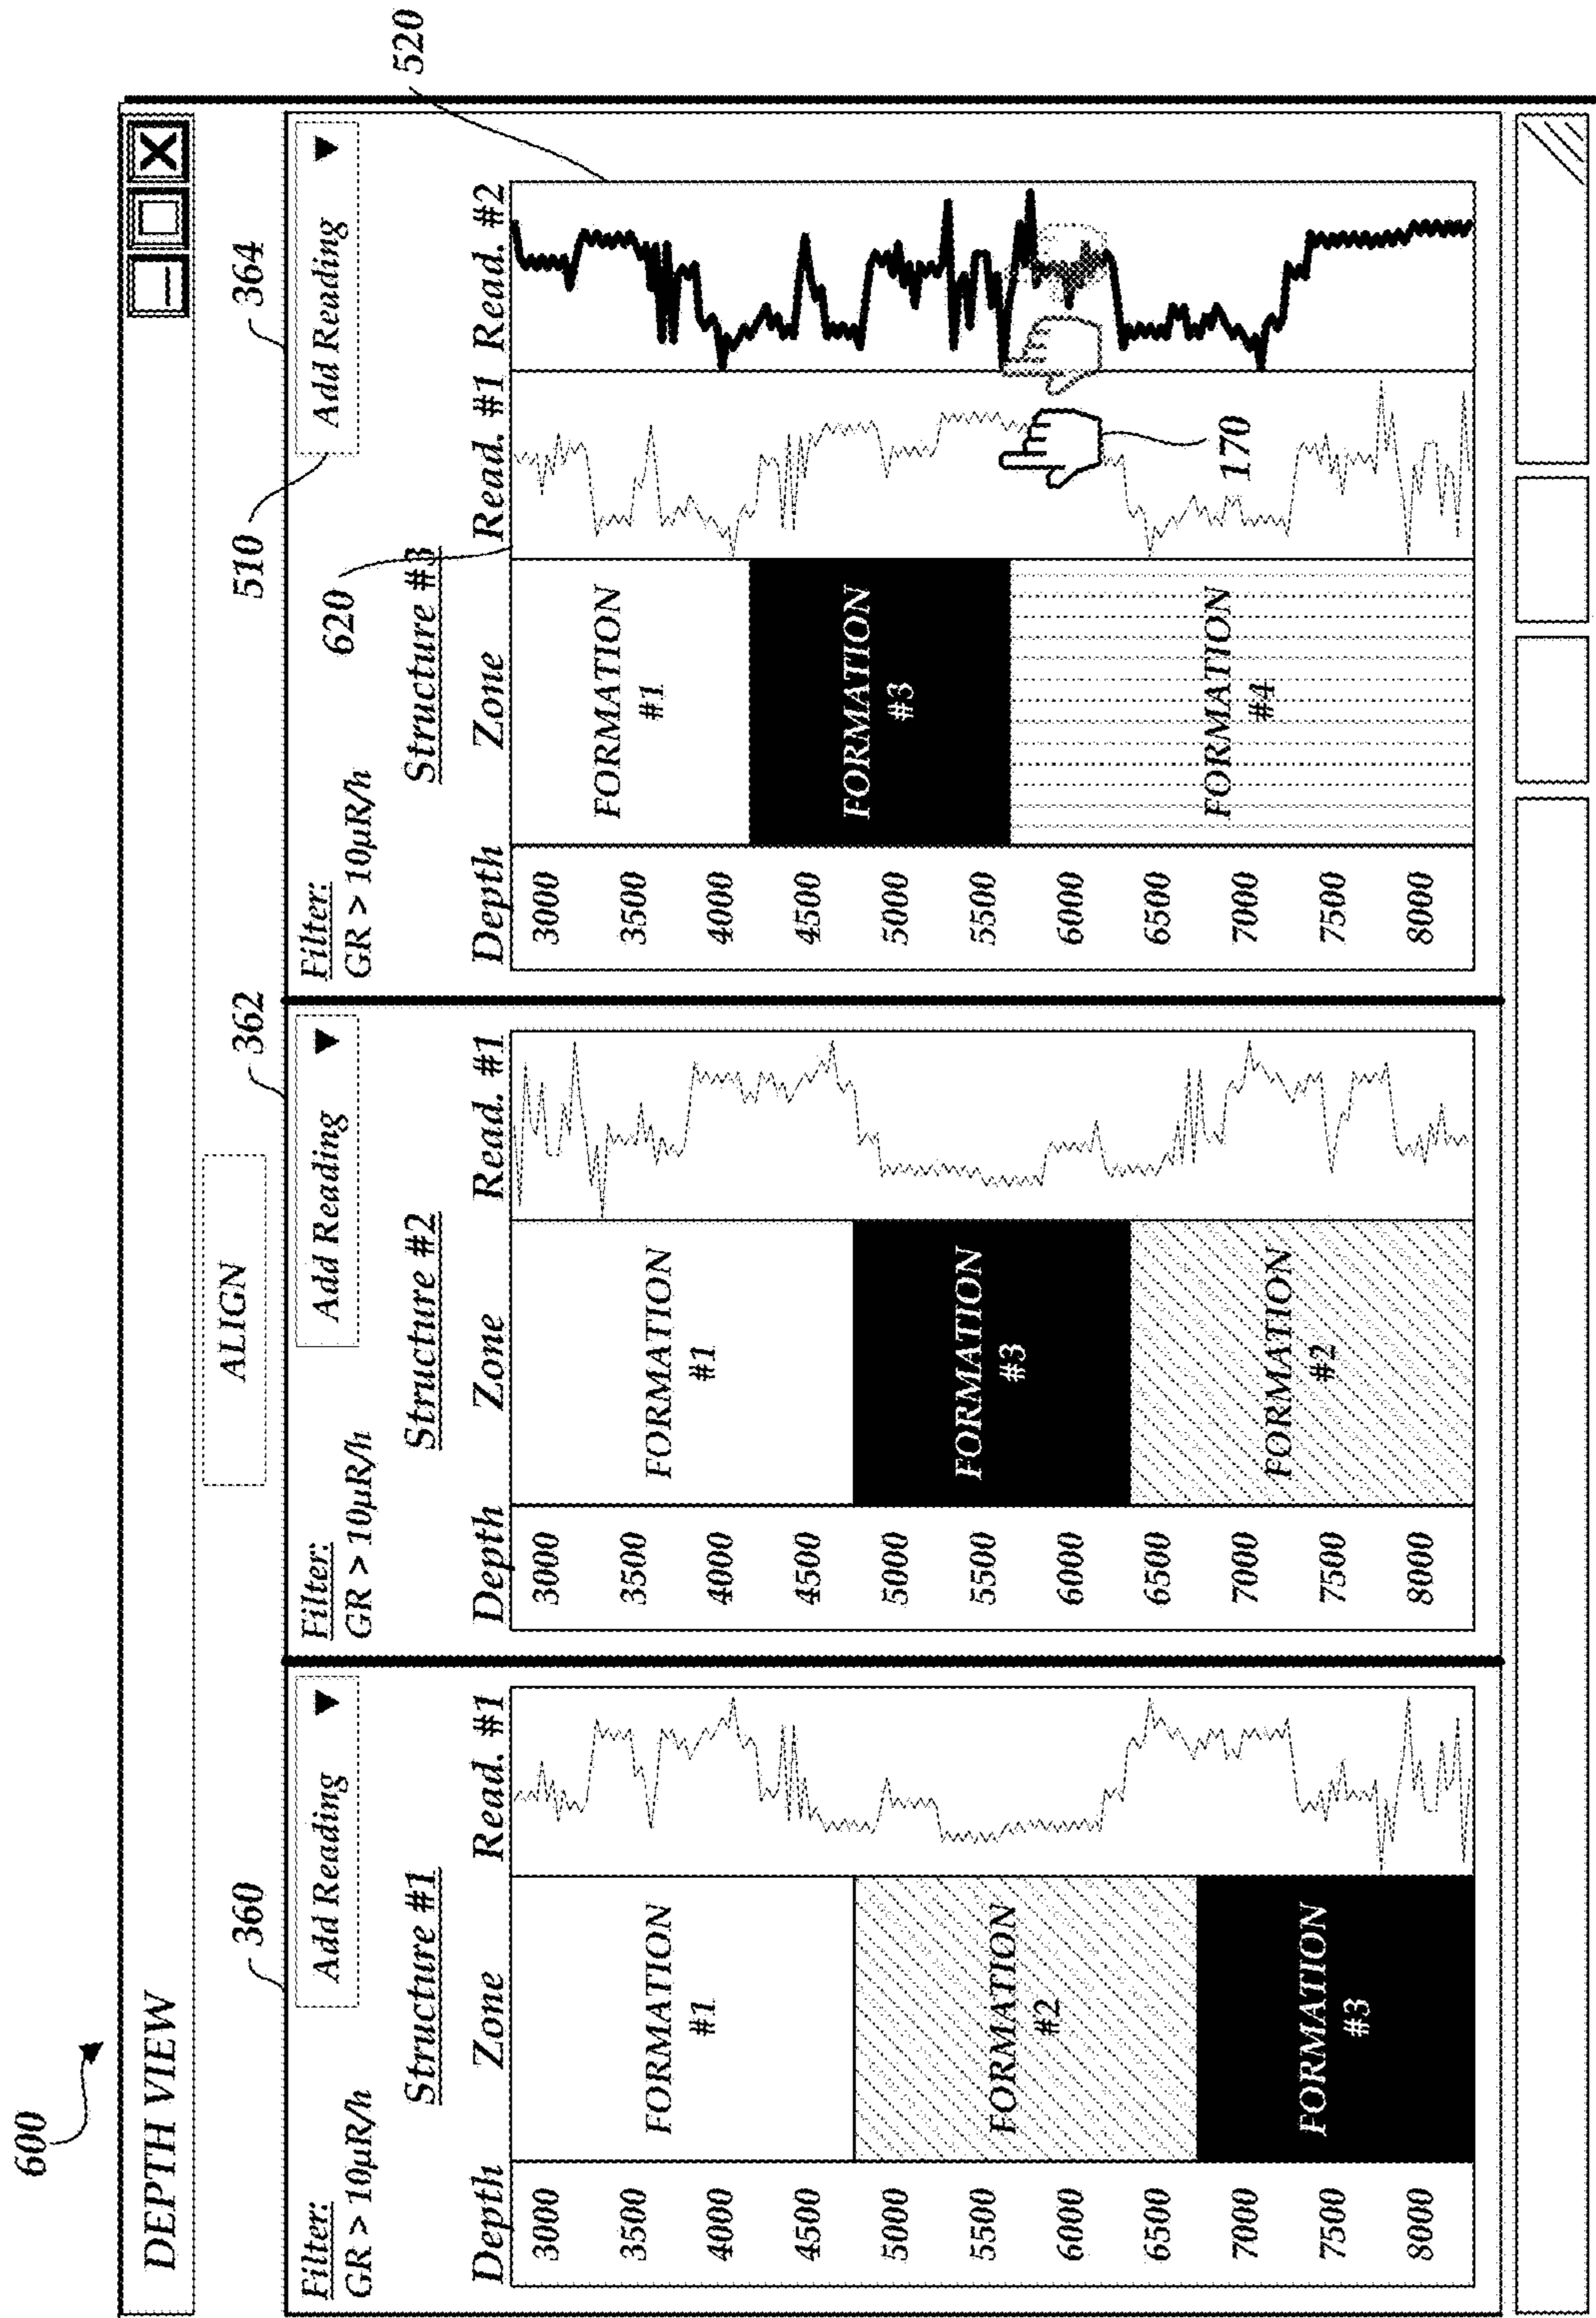 600
DEPTH VIEW
ALIGN
360
362
364
Filter:
GR > 10µR/h
Add Reading
Structure #1
Depth
Zone
Read. #1
3000
3500
4000
4500
5000
5500
6000
6500
7000
7500
8000
FORMATION
#1
FORMATION
#2
FORMATION
#3
Filter:
GR > 10µR/h
Add Reading
Structure #2
Depth
Zone
Read. #1
3000
3500
4000
4500
5000
5500
6000
6500
7000
7500
8000
FORMATION
#1
FORMATION
#3
FORMATION
#2
Filter:
GR > 10µR/h
510
Add Reading
620
520
Structure #3
Depth
Zone
Read. #1
Read. #2
3000
3500
4000
4500
5000
5500
6000
6500
7000
7500
8000
FORMATION
#1
FORMATION
#3
FORMATION
#4
170